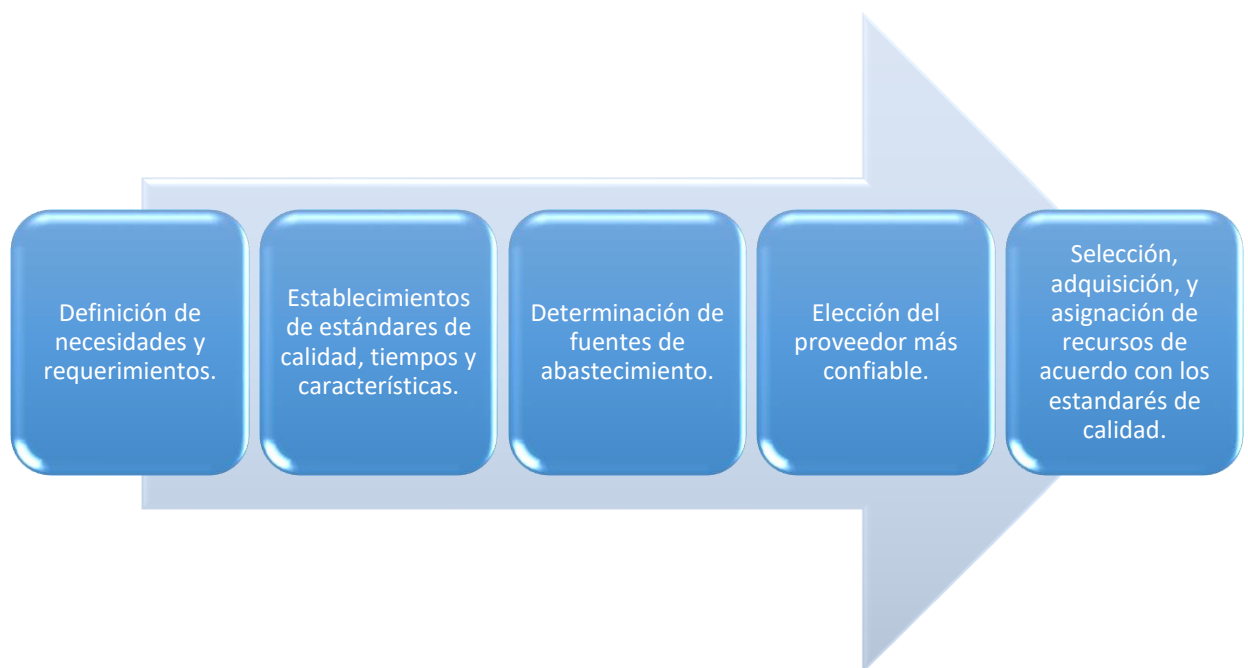 Definición de
necesidades y
requerimientos.
Establecimientos
de estándares de
calidad, tiempos y
características.
Determinación de
fuentes de
abastecimiento.
Elección del
proveedor más
confiable.
Selección,
adquisición, y
asignación de
recursos de
acuerdo con los
estandarés de
calidad.